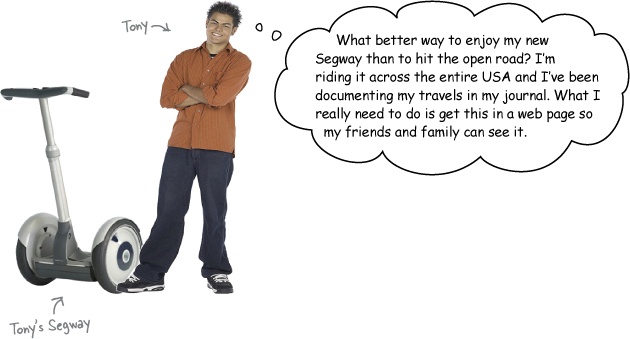 Tony
What better way to enjoy my new
Segway than to hit the open road? I'm
riding it across the entire USA and I've been
documenting my travels in my journal. What I
really need to do is get this in a web page so
my friends and family can see it.
Tony's Segway